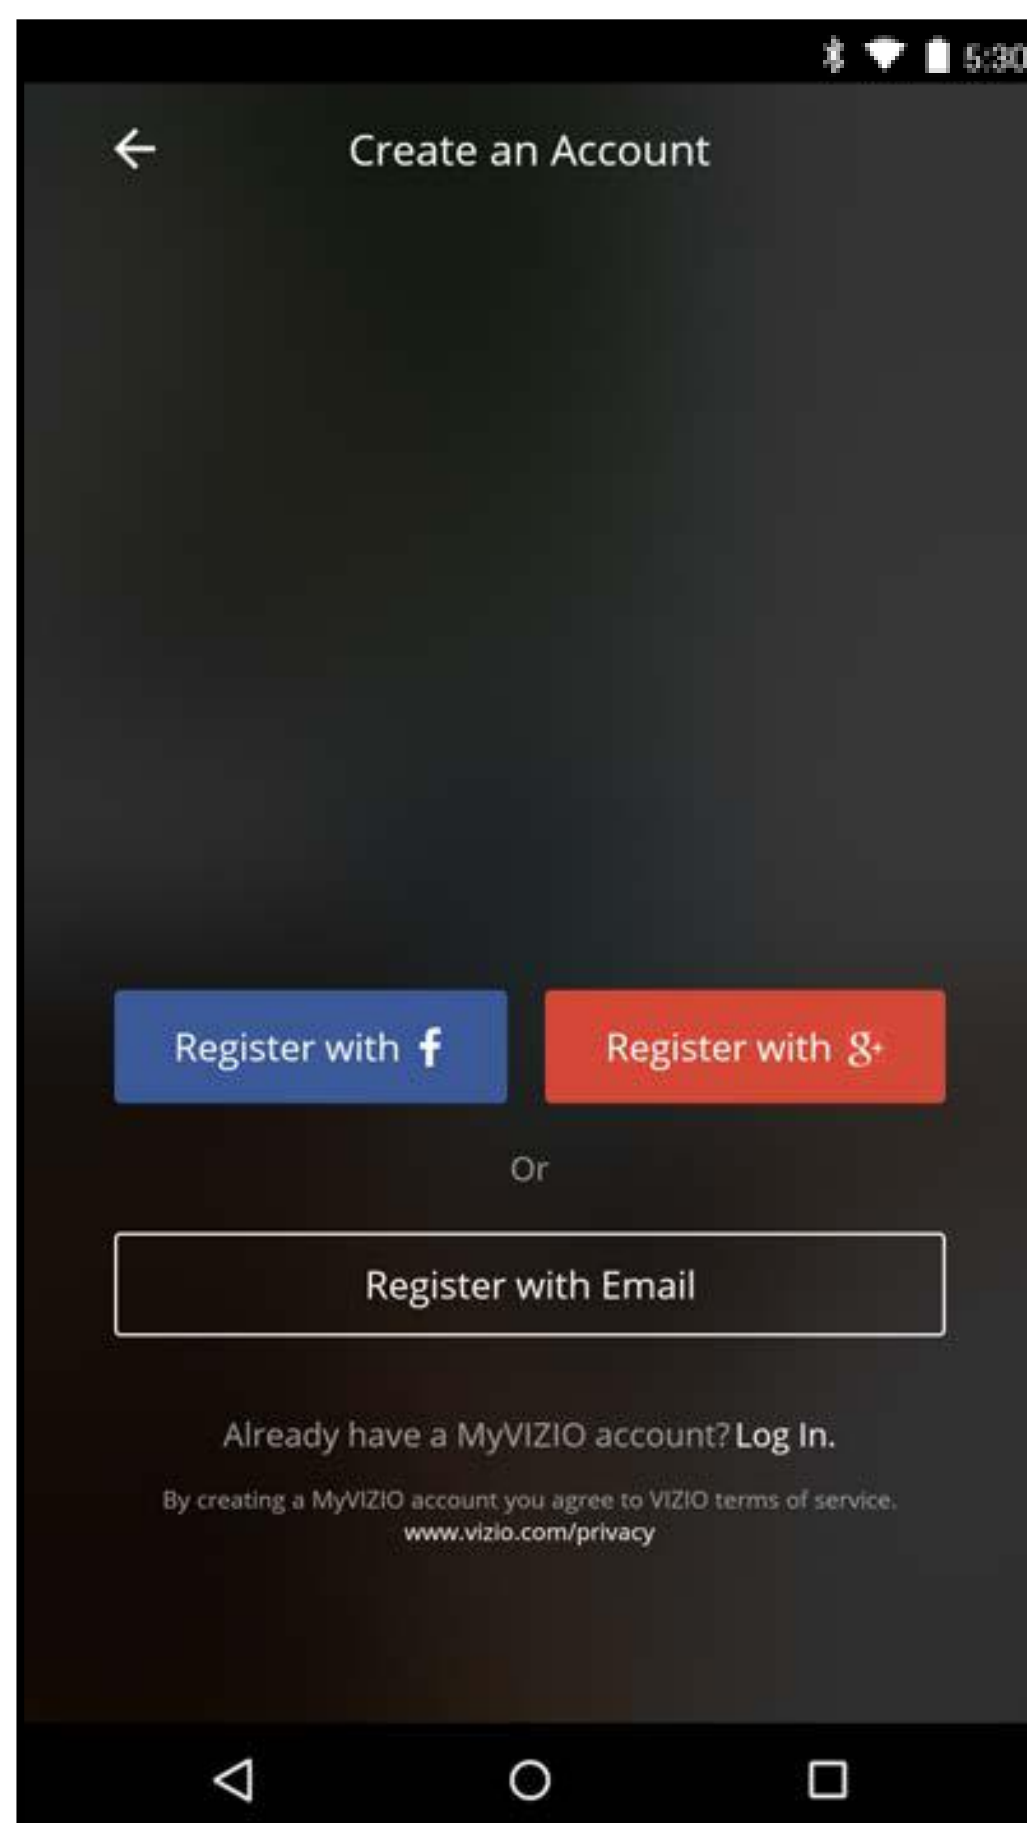 5:30
Create an Account
Register with f
Register with g+
Or
Register with Email
Already have a MyVIZIO account? Log In.
By creating a MyVIZIO account you agree to VIZIO terms of service.
www.vizio.com/privacy